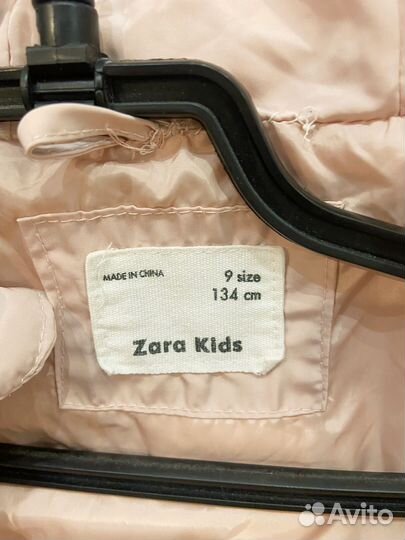 MADE IN CHINA
9 size
134 cm
Zara Kids
Avito